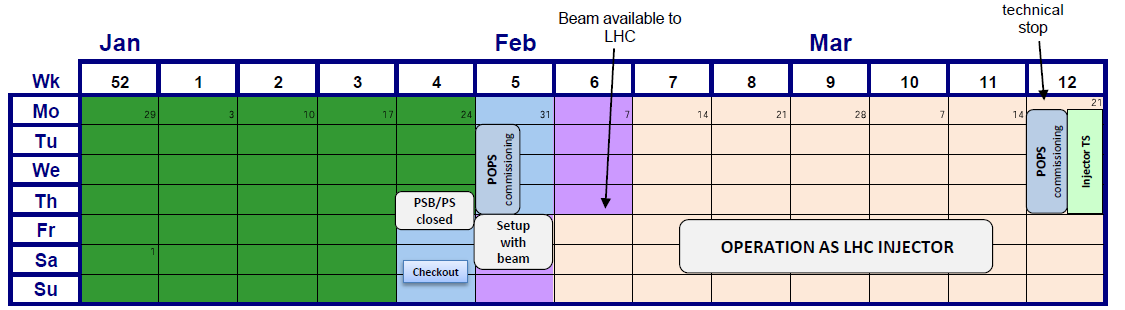 technical
stop
Beam available to
LHC
Jan
Feb
Mar
Wk 52 1 2 3 4 5 6 7 8 9 10 11 12
Mo 29 3 10 17 24 31 7 14 21 28 7 14 21
Tu
We
Th
Fr
Sa 1
Su
PSB/PS
closed
Checkout
POPS
commissioning
Setup
with
beam
OPERATION AS LHC INJECTOR
POPS
commissioning
Injector TS